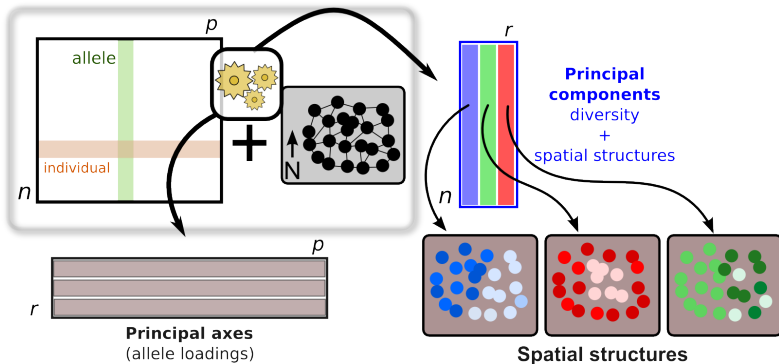 p
allele
individual
n
+
N
r
Principal
components
diversity
+
spatial structures
n
p
r
Principal axes
(allele loadings)
Spatial structures